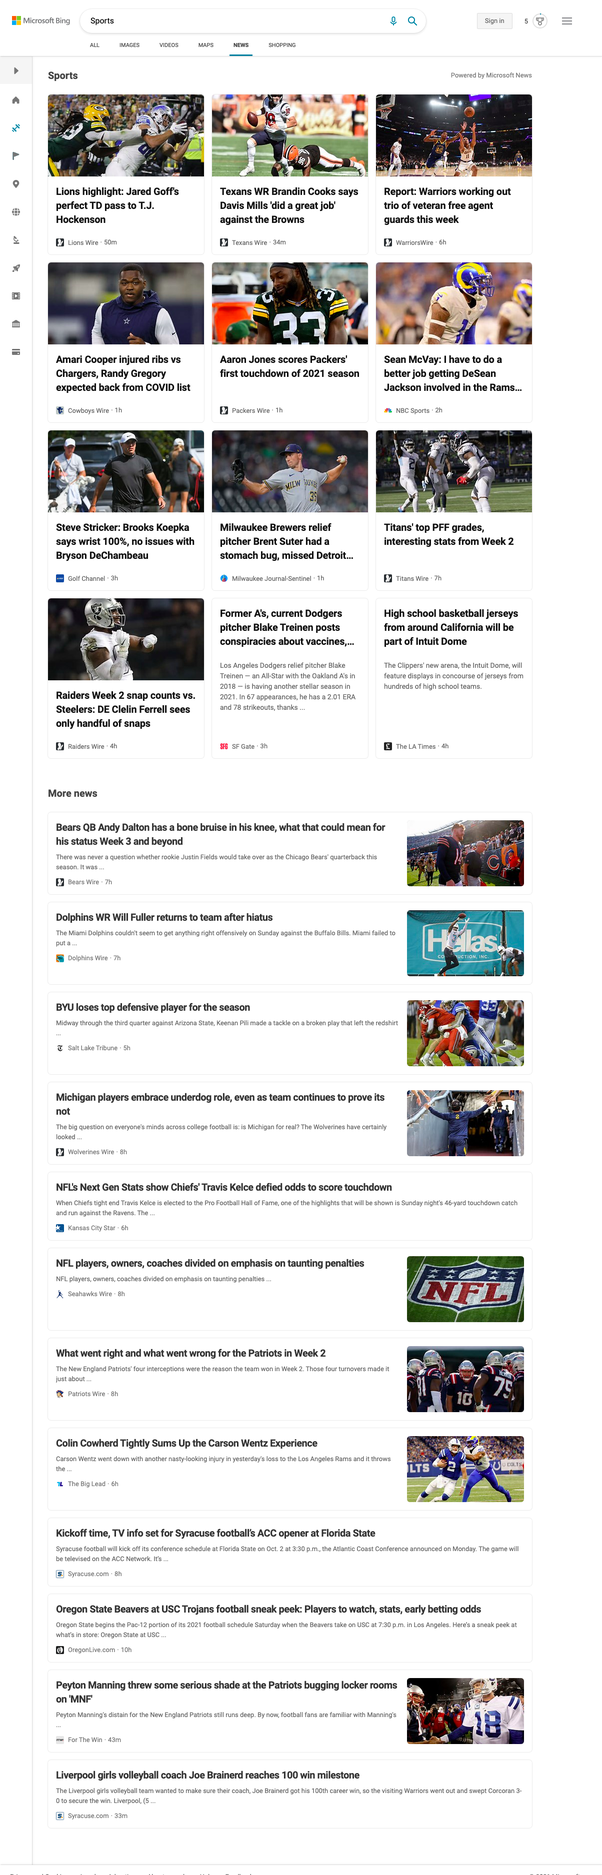 Microsoft Bing
Sports
Sign in
5
ALL
IMAGES
VIDEOS
MAPS
NEWS
SHOPPING
Sports
Powered by Microsoft News
Lions highlight: Jared Goff's
perfect TD pass to T.J.
Hockenson
Lions Wire · 50m
Texans WR Brandin Cooks says
Davis Mills 'did a great job'
against the Browns
Texans Wire · 34m
Report: Warriors working out
trio of veteran free agent
guards this week
WarriorsWire · 6h
Amari Cooper injured ribs vs
Chargers, Randy Gregory
expected back from COVID list
Cowboys Wire · 1h
33
Aaron Jones scores Packers'
first touchdown of 2021 season
Packers Wire · 1h
Sean McVay: I have to do a
better job getting DeSean
Jackson involved in the Rams...
NBC Sports · 2h
Steve Stricker: Brooks Koepka
says wrist 100%, no issues with
Bryson DeChambeau
Golf Channel · 3h
35
Milwaukee Brewers relief
pitcher Brent Suter had a
stomach bug, missed Detroit...
Milwaukee Journal-Sentinel · 1h
Titans' top PFF grades,
interesting stats from Week 2
Titans Wire · 7h
Raiders Week 2 snap counts vs.
Steelers: DE Clelin Ferrell sees
only handful of snaps
Raiders Wire · 4h
Former A's, current Dodgers
pitcher Blake Treinen posts
conspiracies about vaccines,...
Los Angeles Dodgers relief pitcher Blake
Treinen — an All-Star with the Oakland A's in
2018 — is having another stellar season in
2021. In 67 appearances, he has a 2.01 ERA
and 78 strikeouts, thanks ...
SF Gate · 3h
High school basketball jerseys
from around California will be
part of Intuit Dome
The Clippers' new arena, the Intuit Dome, will
feature displays in concourse of jerseys from
hundreds of high school teams.
The LA Times · 4h
More news
Bears QB Andy Dalton has a bone bruise in his knee, what that could mean for
his status Week 3 and beyond
There was never a question whether rookie Justin Fields would take over as the Chicago Bears' quarterback this
season. It was ...
Bears Wire · 7h
Dolphins WR Will Fuller returns to team after hiatus
The Miami Dolphins couldn't seem to get anything right offensively on Sunday against the Buffalo Bills. Miami failed to
put a ...
Dolphins Wire · 7h
Hellas
CONSTRUCTION, INC.
BYU loses top defensive player for the season
Midway through the third quarter against Arizona State, Keenan Pili made a tackle on a broken play that left the redshirt
...
Salt Lake Tribune · 5h
33
Michigan players embrace underdog role, even as team continues to prove its
not
The big question on everyone's minds across college football is: is Michigan for real? The Wolverines have certainly
looked ...
Wolverines Wire · 8h
NFL's Next Gen Stats show Chiefs' Travis Kelce defied odds to score touchdown
When Chiefs tight end Travis Kelce is elected to the Pro Football Hall of Fame, one of the highlights that will be shown is Sunday night's 46-yard touchdown catch
and run against the Ravens. The ...
Kansas City Star · 6h
NFL players, owners, coaches divided on emphasis on taunting penalties
NFL players, owners, coaches divided on emphasis on taunting penalties ...
Seahawks Wire · 8h
NFL
What went right and what went wrong for the Patriots in Week 2
The New England Patriots' four interceptions were the reason the team won in Week 2. Those four turnovers made it
just about ...
Patriots Wire · 8h
81
10
75
Colin Cowherd Tightly Sums Up the Carson Wentz Experience
Carson Wentz went down with another nasty-looking injury in yesterday's loss to the Los Angeles Rams and it throws
the ...
The Big Lead · 6h
COLTS
2
Kickoff time, TV info set for Syracuse football's ACC opener at Florida State
Syracuse football will kick off its conference schedule at Florida State on Oct. 2 at 3:30 p.m., the Atlantic Coast Conference announced on Monday. The game will
be televised on the ACC Network. It's ...
Syracuse.com · 8h
Oregon State Beavers at USC Trojans football sneak peek: Players to watch, stats, early betting odds
Oregon State begins the Pac-12 portion of its 2021 football schedule Saturday when the Beavers take on USC at 7:30 p.m. in Los Angeles. Here's a sneak peek at
what's in store: Oregon State at USC ...
OregonLive.com · 10h
Peyton Manning threw some serious shade at the Patriots bugging locker rooms
on 'MNF'
Peyton Manning's distain for the New England Patriots still runs deep. By now, football fans are familiar with Manning's
...
For The Win · 43m
18
Liverpool girls volleyball coach Joe Brainerd reaches 100 win milestone
The Liverpool girls volleyball team wanted to make sure their coach, Joe Brainerd got his 100th career win, so the visiting Warriors went out and swept Corcoran 3-
0 to secure the win. Liverpool, (5 ...
Syracuse.com · 33m